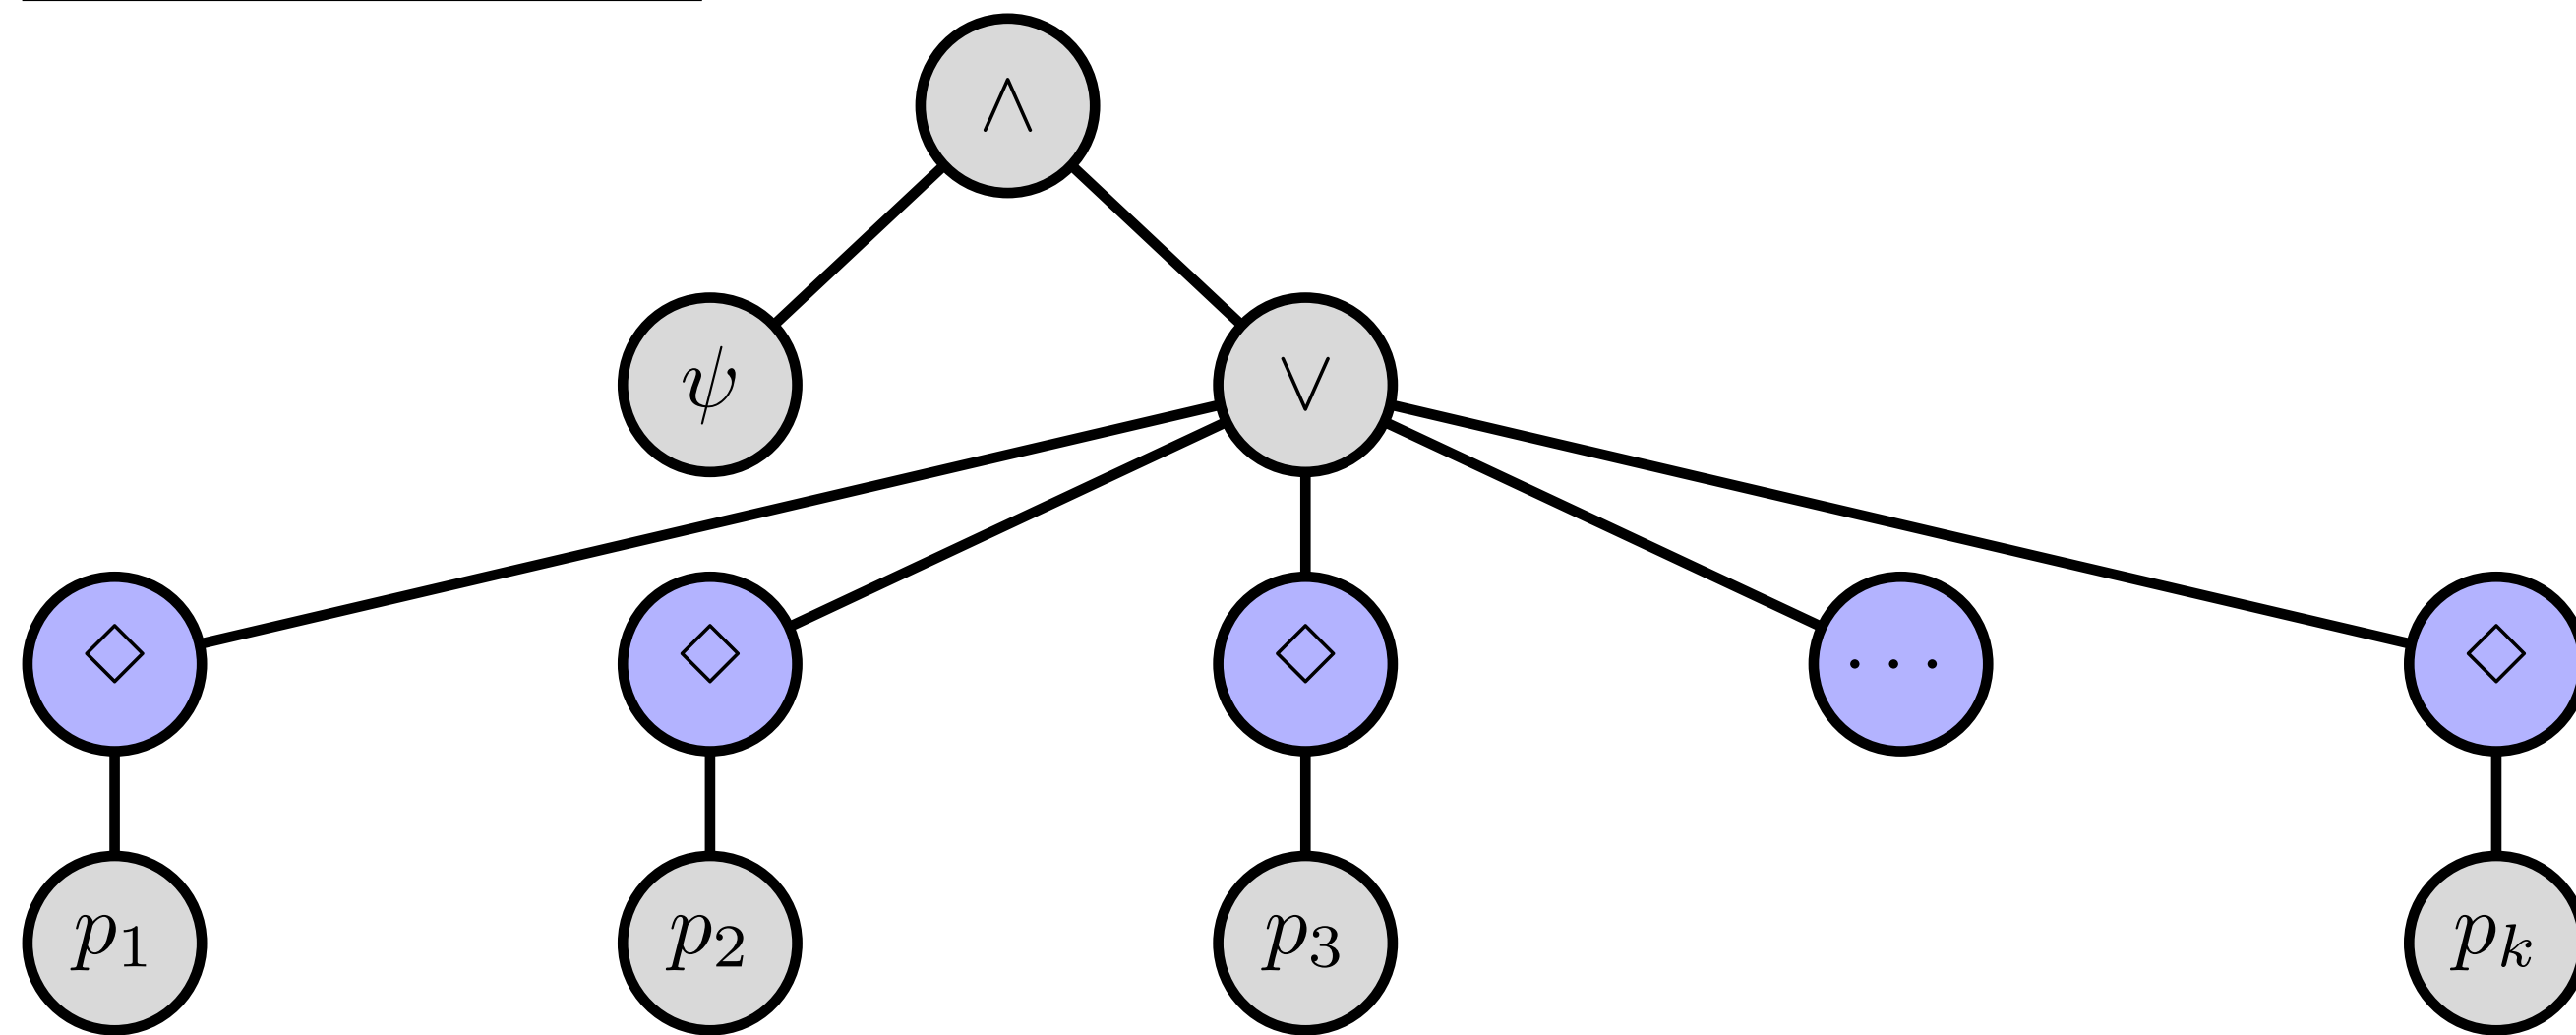 ∧
ψ ∨
◇ ◇ ◇ ··· ◇
p₁ p₂ p₃ pₖ